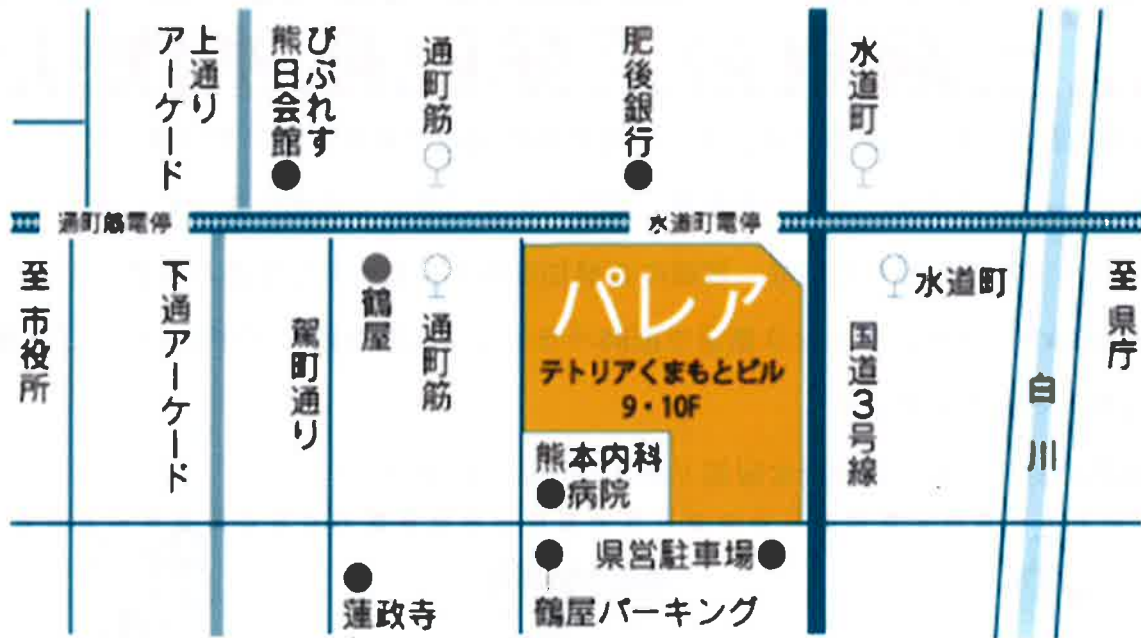 上通り
アーケード
びぷれす
熊日会館
通町筋
肥後銀行
水道町
通町筋電停
水道町電停
至 市役所
下通アーケード
駕町通り
鶴屋
通町筋
パレア
テトリアくまもとビル
9・10F
熊本内科
病院
国道3号線
水道町
白川
至 県庁
蓮政寺
県営駐車場
鶴屋パーキング